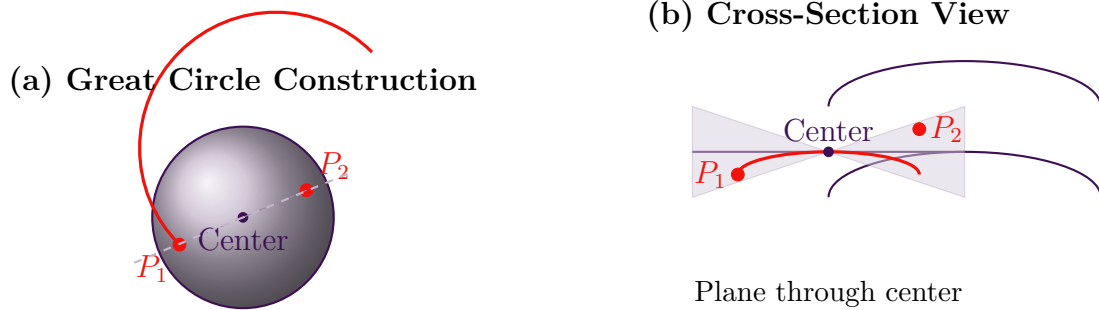 (a) Great Circle Construction
P₂
Center
P₁
(b) Cross-Section View
Center
P₂
P₁
Plane through center